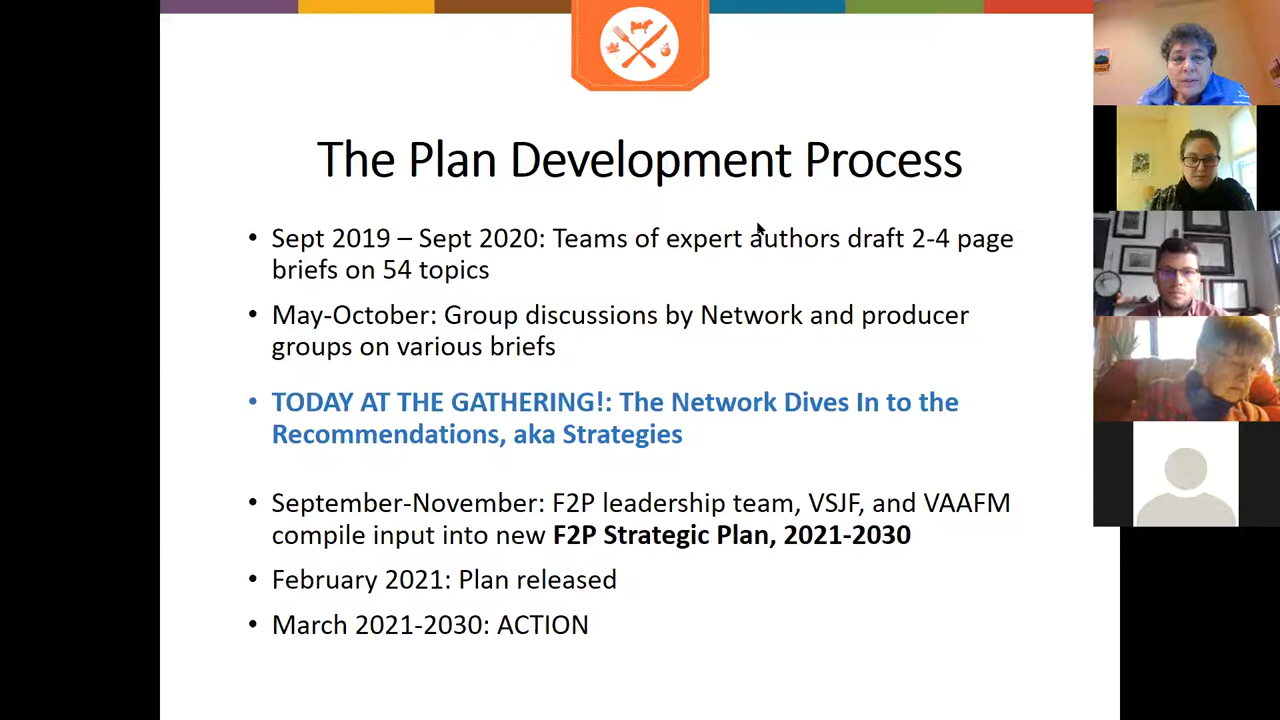 The Plan Development Process
• Sept 2019 – Sept 2020: Teams of expert authors draft 2-4 page
briefs on 54 topics
• May-October: Group discussions by Network and producer
groups on various briefs
• TODAY AT THE GATHERING!: The Network Dives In to the
Recommendations, aka Strategies
• September-November: F2P leadership team, VSJF, and VAAFM
compile input into new F2P Strategic Plan, 2021-2030
• February 2021: Plan released
• March 2021-2030: ACTION